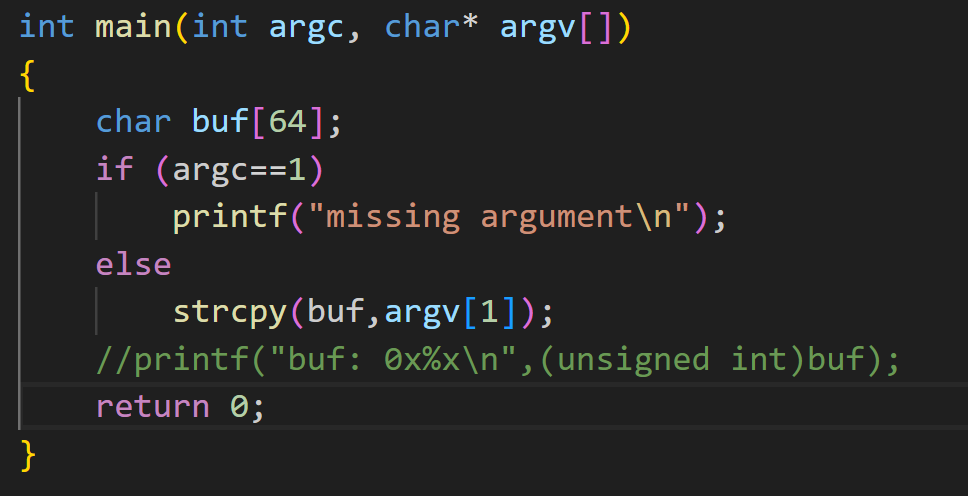 int main(int argc, char* argv[])
{
    char buf[64];
    if (argc==1)
        printf("missing argument\n");
    else
        strcpy(buf,argv[1]);
    //printf("buf: 0x%x\n",(unsigned int)buf);
    return 0;
}